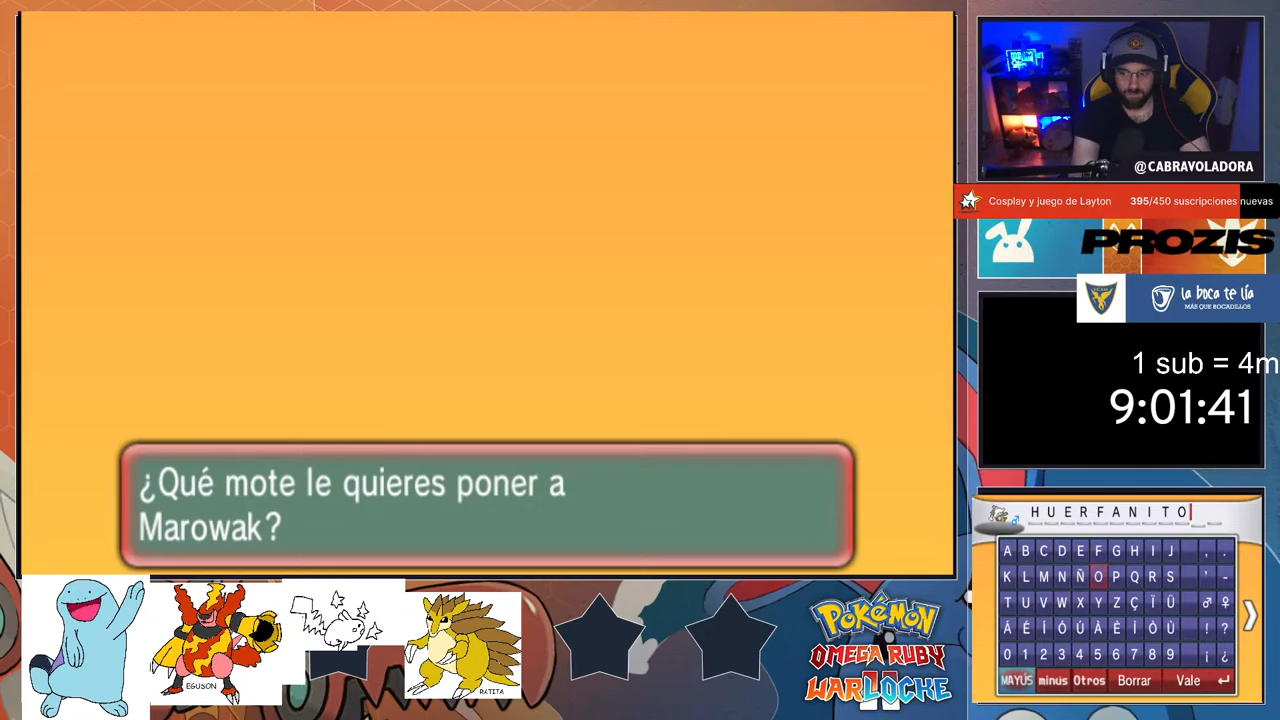 ¿Qué mote le quieres poner a
Marowak?
@CABRAVOLADORA
Cosplay y juego de Layton 395/450 suscripciones nuevas
PROZIS
UCAM
la boca te lía
MÁS QUE BOCADILLOS
1 sub = 4m
9:01:41
HUERFANITO
A B C D E F G H I J , .
K L M N Ñ O P Q R S ' -
T U V W X Y Z Ç Ï Ü ♂ ♀
Á É Í Ó Ú À È Ì Ò Ù ! ?
0 1 2 3 4 5 6 7 8 9 ¡ ¿
MAYÚS minus Otros Borrar Vale
EGUSON
RATITA
POKéMON
OMEGA RUBY
WARLOCKE